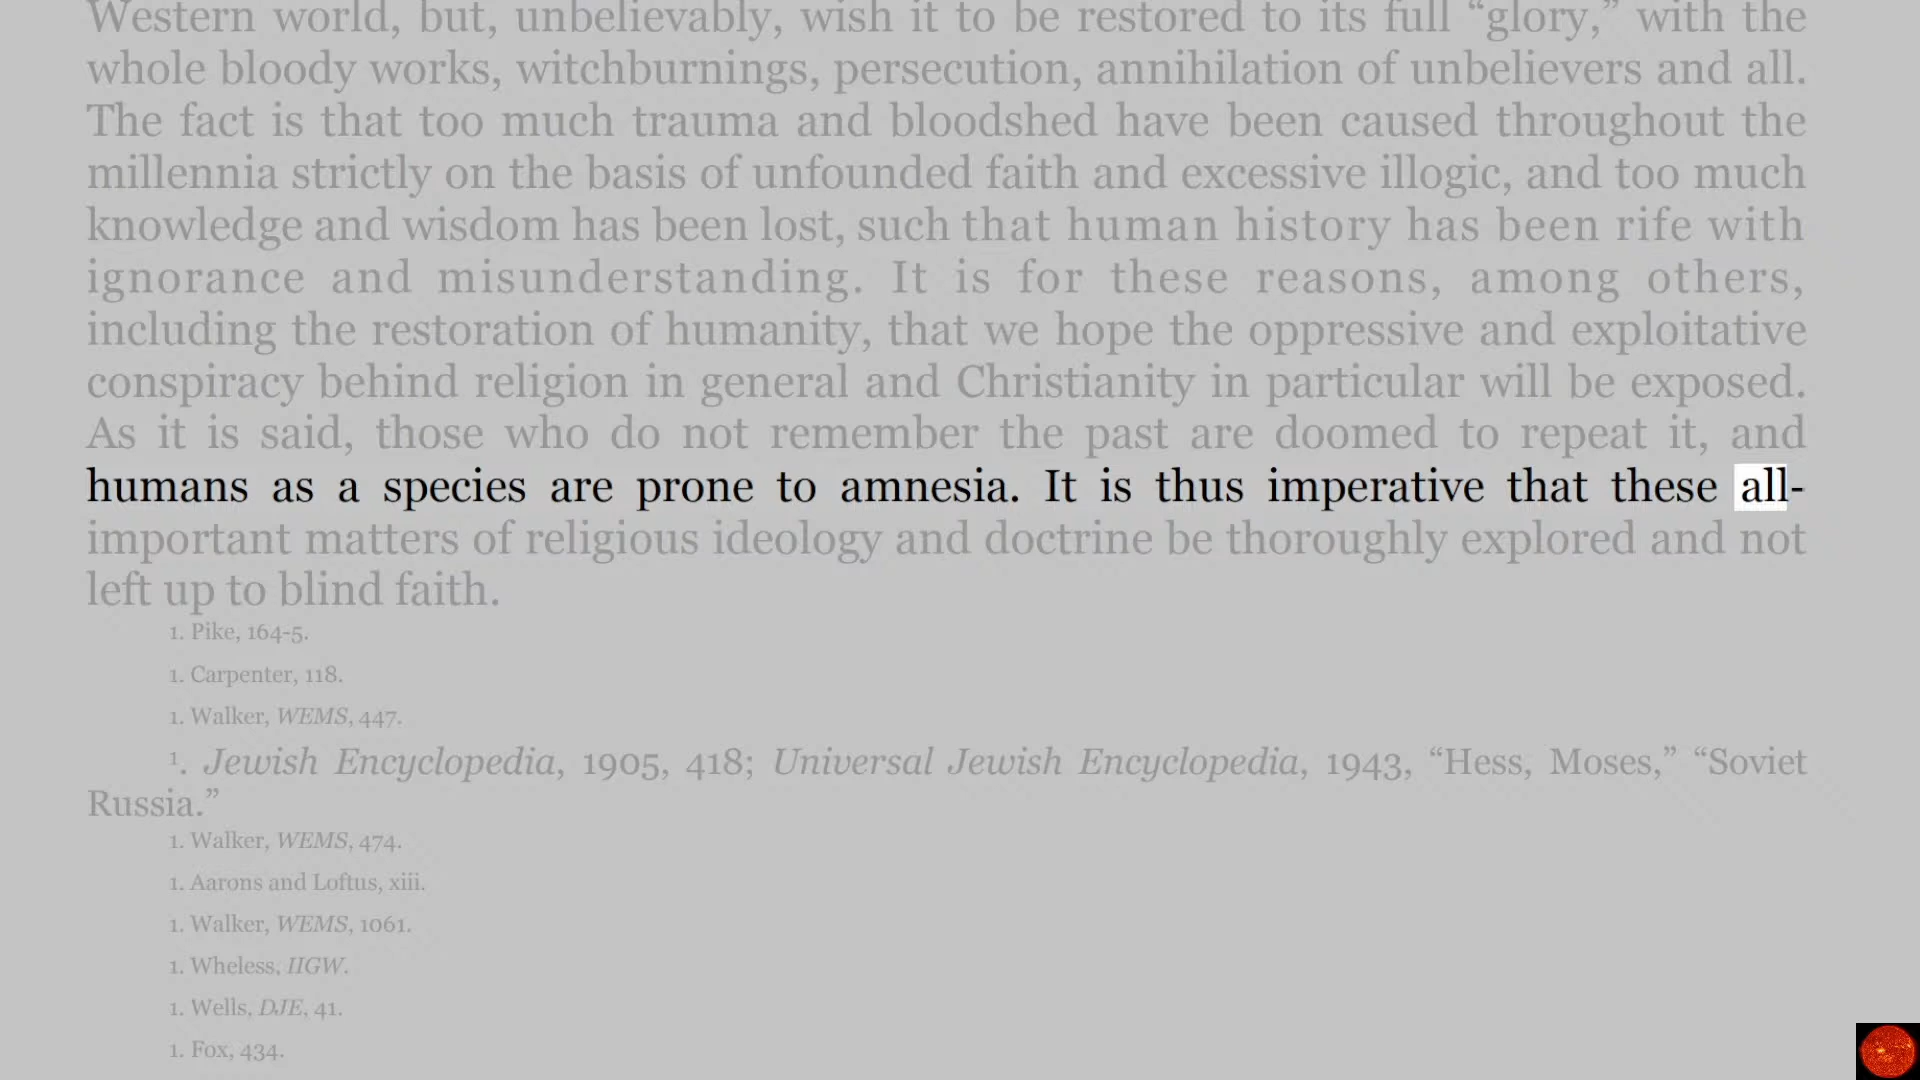 Western world, but, unbelievably, wish it to be restored to its full “glory,” with the
whole bloody works, witchburnings, persecution, annihilation of unbelievers and all.
The fact is that too much trauma and bloodshed have been caused throughout the
millennia strictly on the basis of unfounded faith and excessive illogic, and too much
knowledge and wisdom has been lost, such that human history has been rife with
ignorance and misunderstanding. It is for these reasons, among others,
including the restoration of humanity, that we hope the oppressive and exploitative
conspiracy behind religion in general and Christianity in particular will be exposed.
As it is said, those who do not remember the past are doomed to repeat it, and
humans as a species are prone to amnesia. It is thus imperative that these all-
important matters of religious ideology and doctrine be thoroughly explored and not
left up to blind faith.
1. Pike, 164-5.
1. Carpenter, 118.
1. Walker, WEMS, 447.
1. Jewish Encyclopedia, 1905, 418; Universal Jewish Encyclopedia, 1943, “Hess, Moses,” “Soviet
Russia.”
1. Walker, WEMS, 474.
1. Aarons and Loftus, xiii.
1. Walker, WEMS, 1061.
1. Wheless, IIGW.
1. Wells, DJE, 41.
1. Fox, 434.